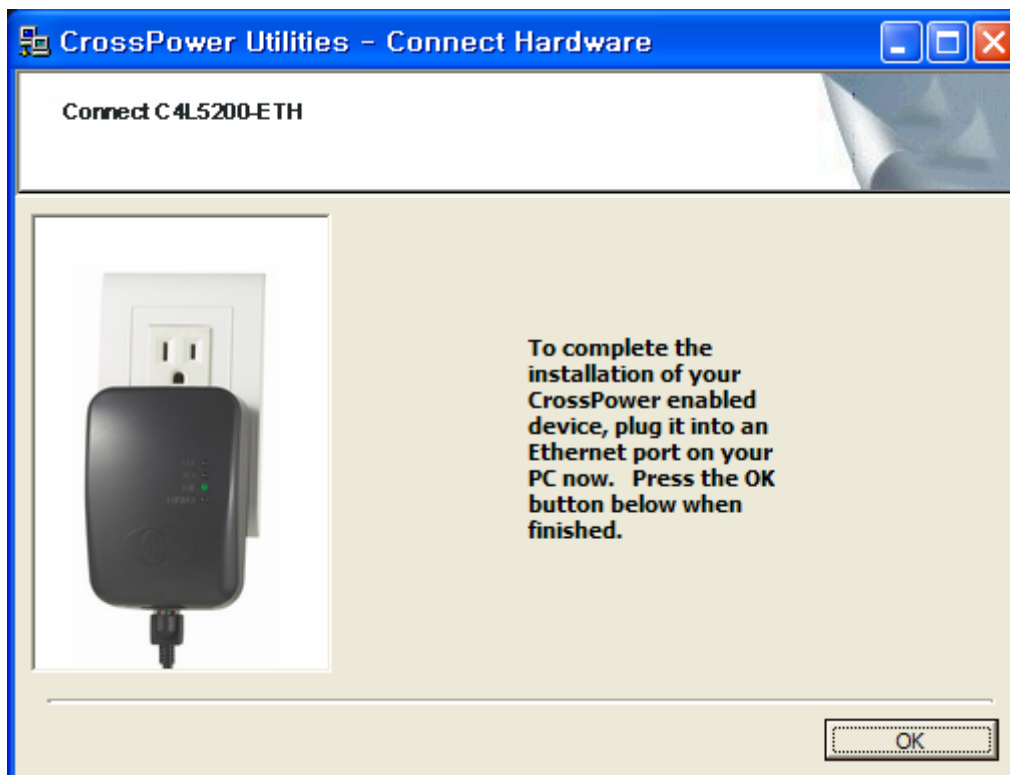 CrossPower Utilities - Connect Hardware
Connect C4L5200-ETH
To complete the
installation of your
CrossPower enabled
device, plug it into an
Ethernet port on your
PC now.   Press the OK
button below when
finished.
OK